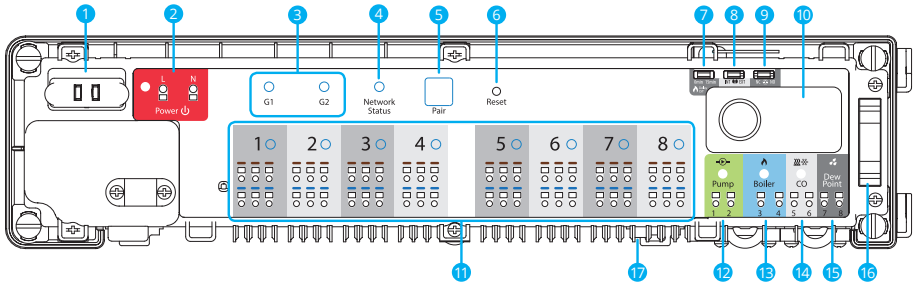 1 2 3 4 5 6 7 8 9 10
L N
Power
G1 G2 Network Status Pair Reset
1 2 3 4 5 6 7 8
Pump Boiler CO Dew Point
1 2 3 4 5 6 7 8
11 17 12 13 14 15 16